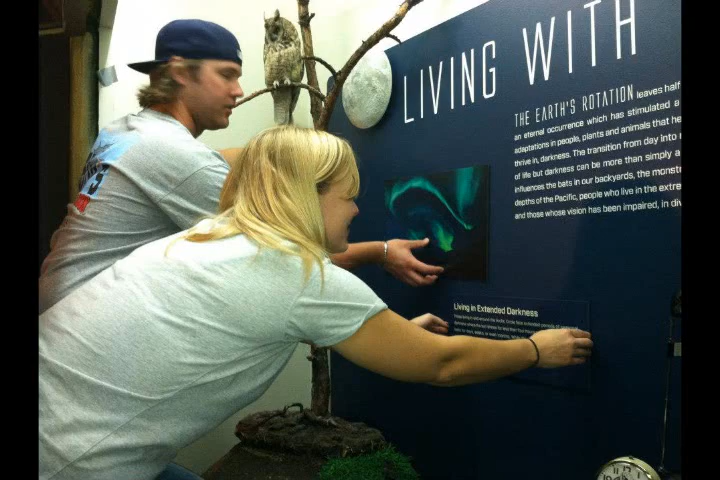 LIVING WITH
THE EARTH'S ROTATION leaves half
an eternal occurrence which has stimulated a
adaptations in people, plants and animals that he
thrive in, darkness. The transition from day into
of life but darkness can be more than simply a
influences the bats in our backyards, the monst
depths of the Pacific, people who live in the extre
and those whose vision has been impaired, in div
Living in Extended Darkness